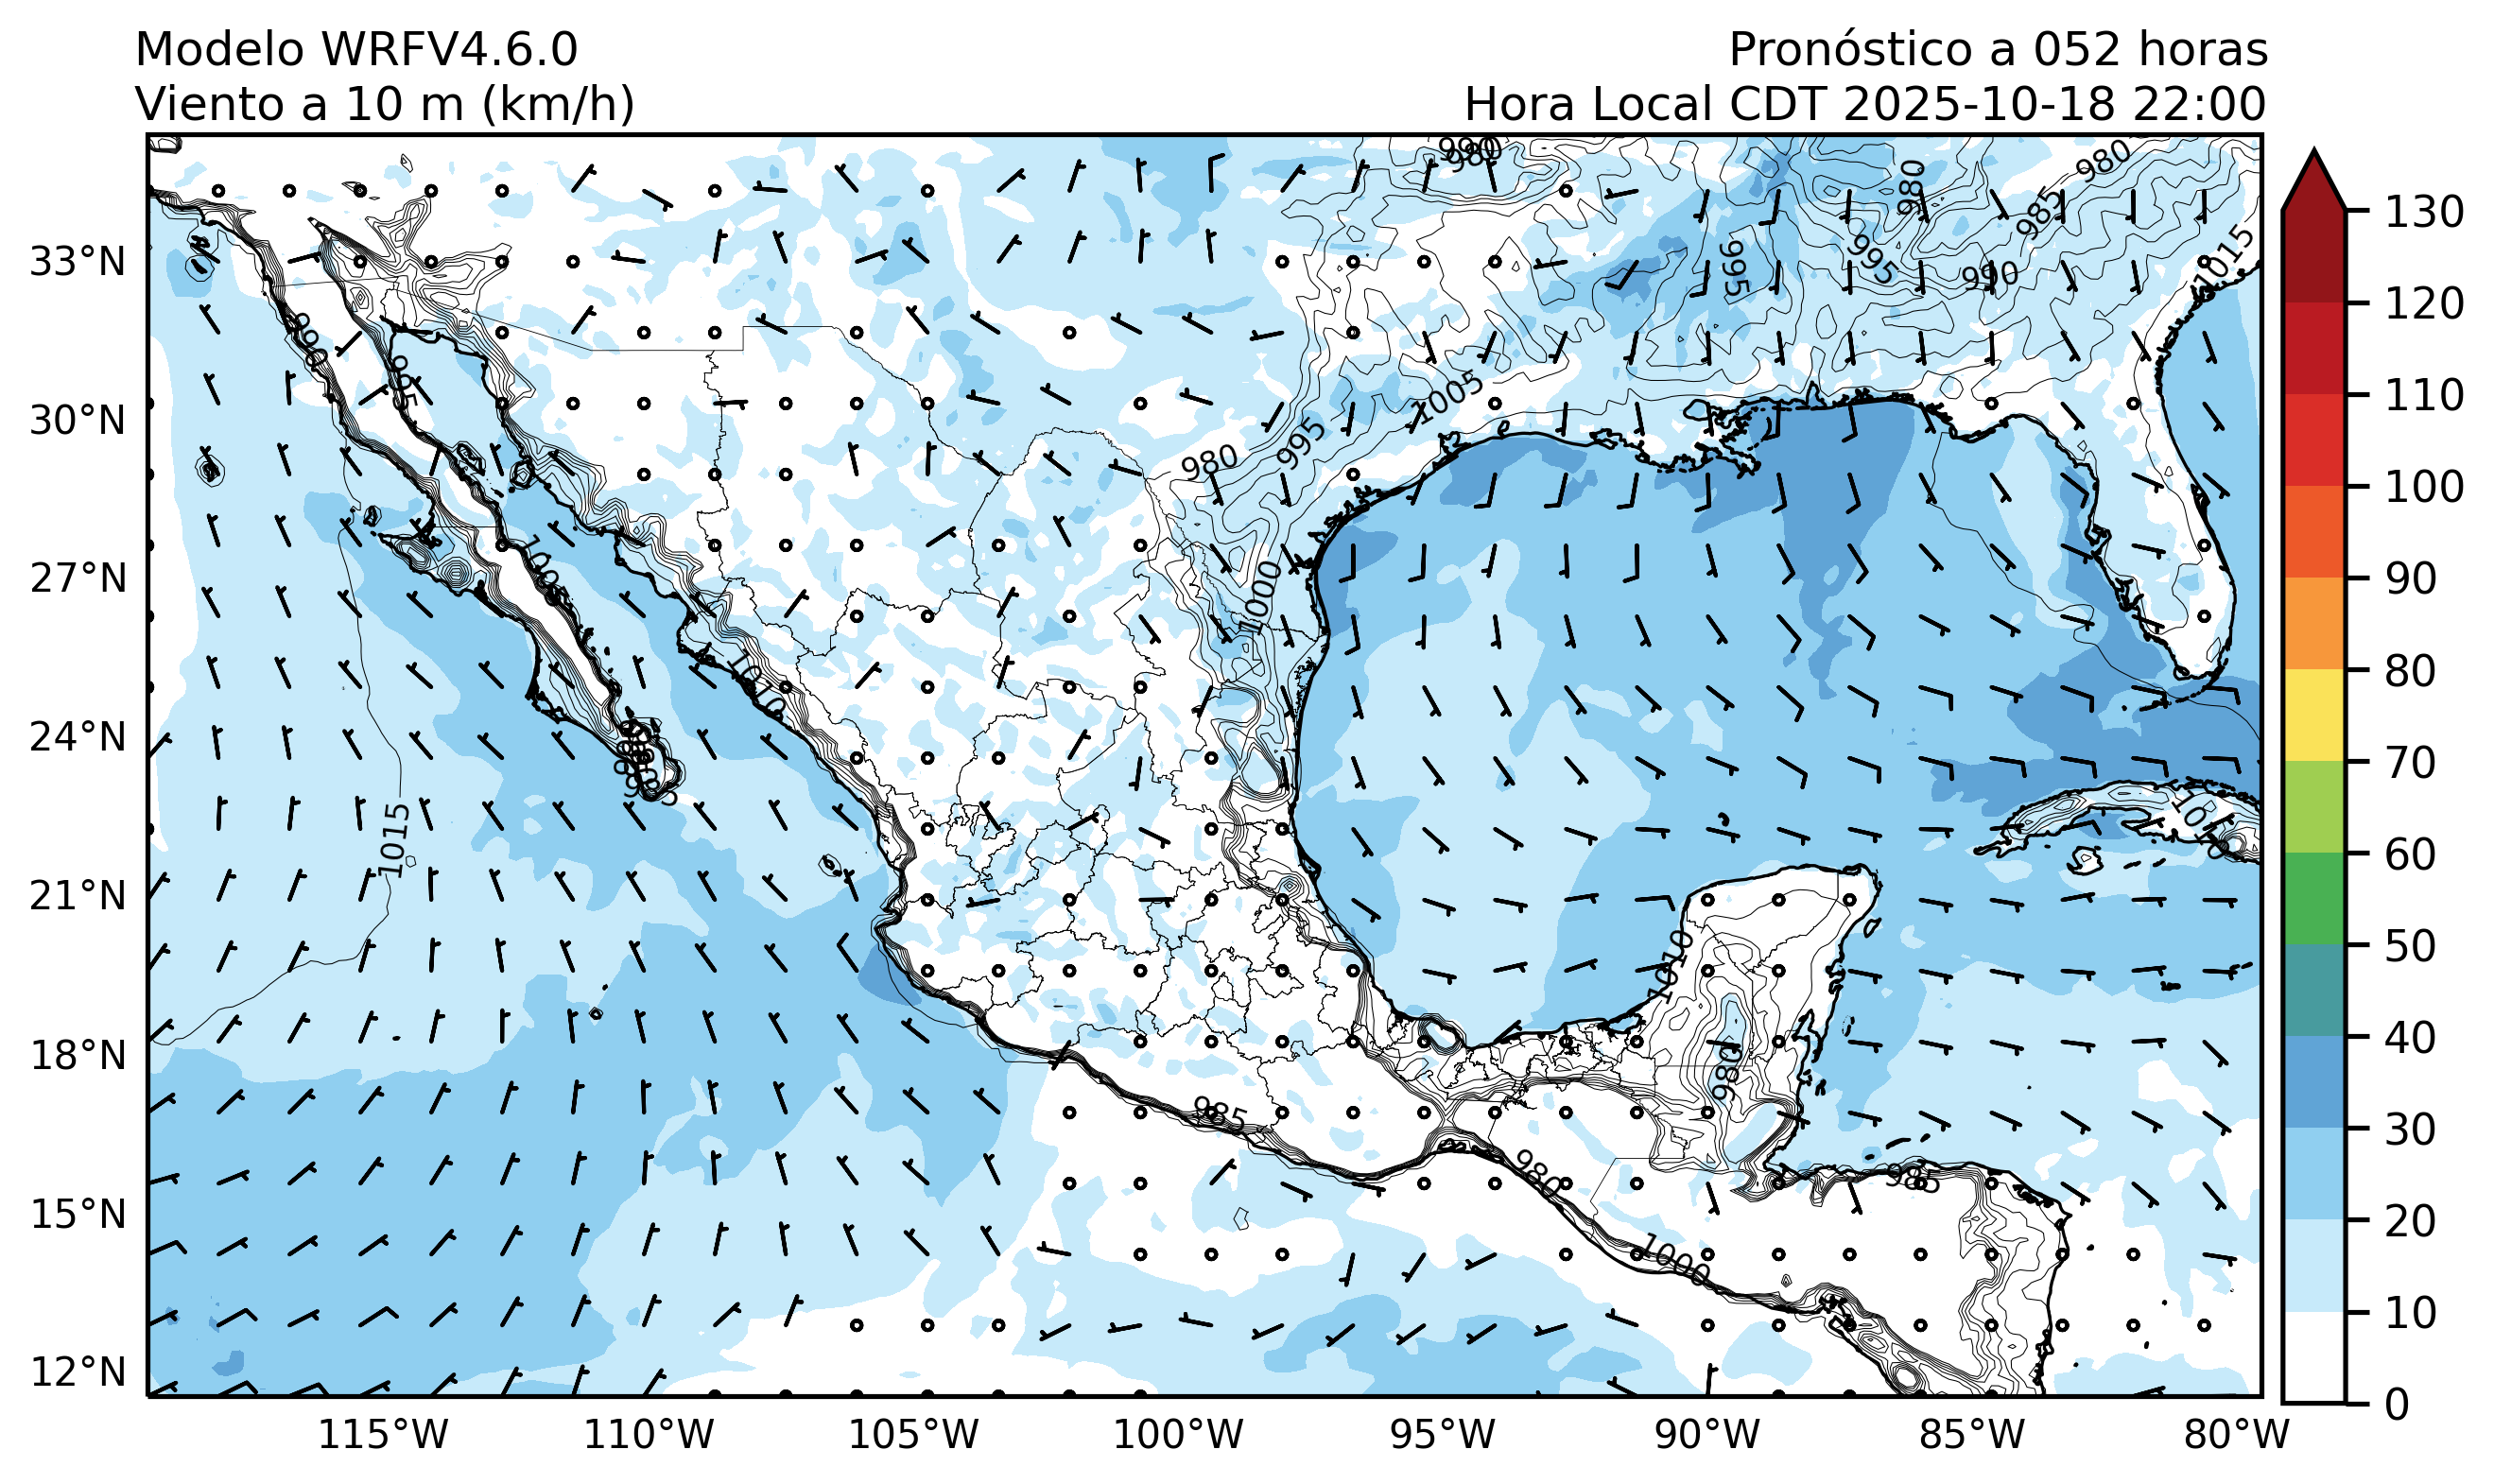 Modelo WRFV4.6.0
Pronóstico a 052 horas
Viento a 10 m (km/h)
Hora Local CDT 2025-10-18 22:00
980
980
980
985
1015
995
995
990
33°N
990
995
1005
30°N
980
995
1005
27°N
1000
1010
24°N
985
1015
1010
21°N
1010
18°N
980
985
980
985
15°N
1000
12°N
115°W
110°W
105°W
100°W
95°W
90°W
85°W
80°W
130
120
110
100
90
80
70
60
50
40
30
20
10
0